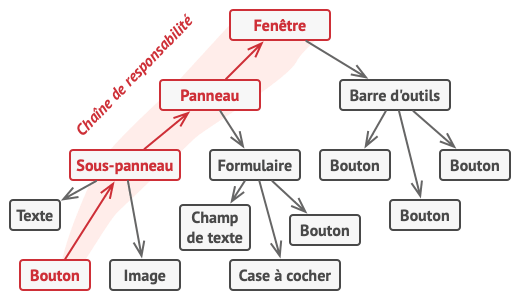 Fenêtre
Chaîne de responsabilité
Panneau
Barre d'outils
Sous-panneau
Formulaire
Bouton
Bouton
Texte
Champ
de texte
Bouton
Bouton
Bouton
Image
Case à cocher